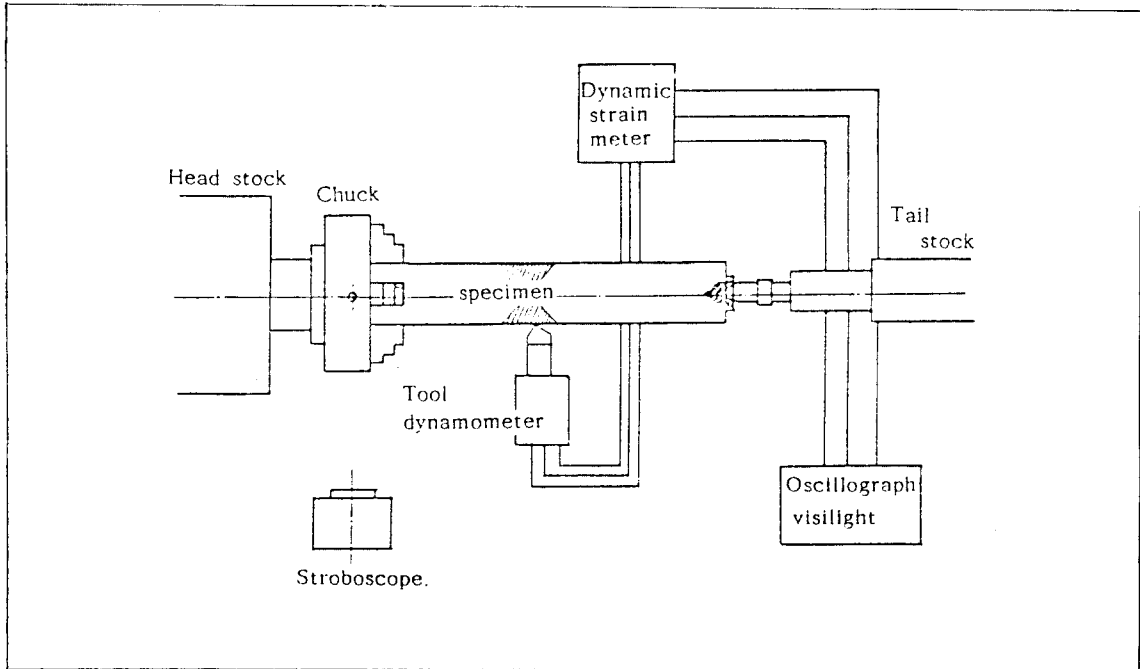 Dynamic
strain
meter
Head stock
Chuck
Tail
stock
specimen
Tool
dynamometer
Oscillograph
visilight
Stroboscope.